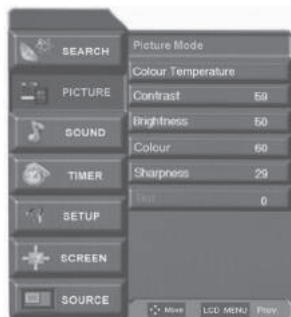 SEARCH
PICTURE
SOUND
TIMER
SETUP
SCREEN
SOURCE
Picture Mode
Colour Temperature
Contrast 59
Brightness 50
Colour 60
Sharpness 29
Tint 0
Move LCD MENU Prev.